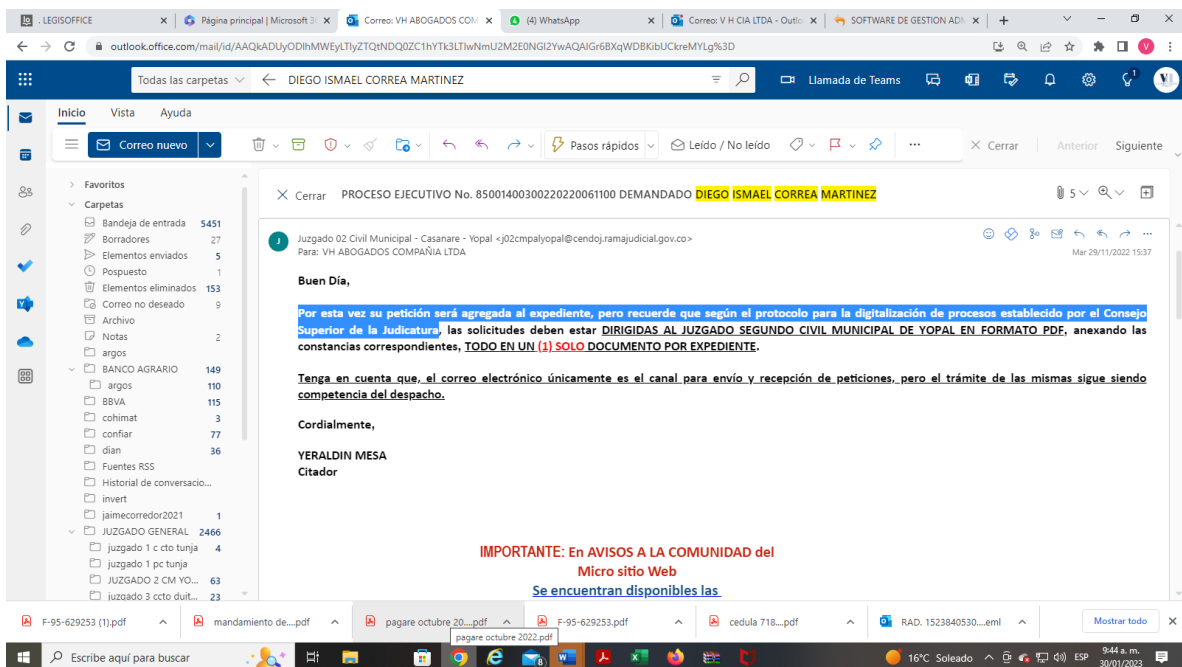 . LEGISOFFICE
Página principal | Microsoft 3
Correo: VH ABOGADOS COM
(4) WhatsApp
Correo: V H CIA LTDA - Outlo
SOFTWARE DE GESTION ADM
outlook.office.com/mail/id/AAQkADUyODIhMWEyLTIyZTQtNDQ0ZC1hYTk3LTIwNmU2M2E0NGI2YwAQAIGr6BXqWDBKibUCkreMYLg%3D
Todas las carpetas
DIEGO ISMAEL CORREA MARTINEZ
Llamada de Teams
Inicio Vista Ayuda
Correo nuevo
Pasos rápidos
Leído / No leído
Cerrar
Anterior
Siguiente
Favoritos
Carpetas
Bandeja de entrada 5451
Borradores 27
Elementos enviados 5
Pospuesto 1
Elementos eliminados 153
Correo no deseado 9
Archivo
Notas 2
argos
BANCO AGRARIO 149
argos 110
BBVA 115
cohimat 3
confiar 77
dian 36
Fuentes RSS
Historial de conversacio...
invert
jaimecorredor2021 1
JUZGADO GENERAL 2466
juzgado 1 c cto tunja 4
juzgado 1 pc tunja
JUZGADO 2 CM YO... 63
juzgado 3 ccto duit... 23
Cerrar PROCESO EJECUTIVO No. 85001400300220220061100 DEMANDADO DIEGO ISMAEL CORREA MARTINEZ
5
J
Juzgado 02 Civil Municipal - Casanare - Yopal <j02cmpalyopal@cendoj.ramajudicial.gov.co>
Para: VH ABOGADOS COMPAÑIA LTDA
Mar 29/11/2022 15:37
Buen Día,
Por esta vez su petición será agregada al expediente, pero recuerde que según el protocolo para la digitalización de procesos establecido por el Consejo
Superior de la Judicatura, las solicitudes deben estar DIRIGIDAS AL JUZGADO SEGUNDO CIVIL MUNICIPAL DE YOPAL EN FORMATO PDF, anexando las
constancias correspondientes, TODO EN UN (1) SOLO DOCUMENTO POR EXPEDIENTE.
Tenga en cuenta que, el correo electrónico únicamente es el canal para envío y recepción de peticiones, pero el trámite de las mismas sigue siendo
competencia del despacho.
Cordialmente,
YERALDIN MESA
Citador
IMPORTANTE: En AVISOS A LA COMUNIDAD del
Micro sitio Web
Se encuentran disponibles las
F-95-629253 (1).pdf
mandamiento de....pdf
pagare octubre 20....pdf
F-95-629253.pdf
cedula 718....pdf
RAD. 1523840530....eml
Mostrar todo
pagare octubre 2022.pdf
Escribe aquí para buscar
16°C Soleado
ESP
9:44 a. m.
30/01/2023